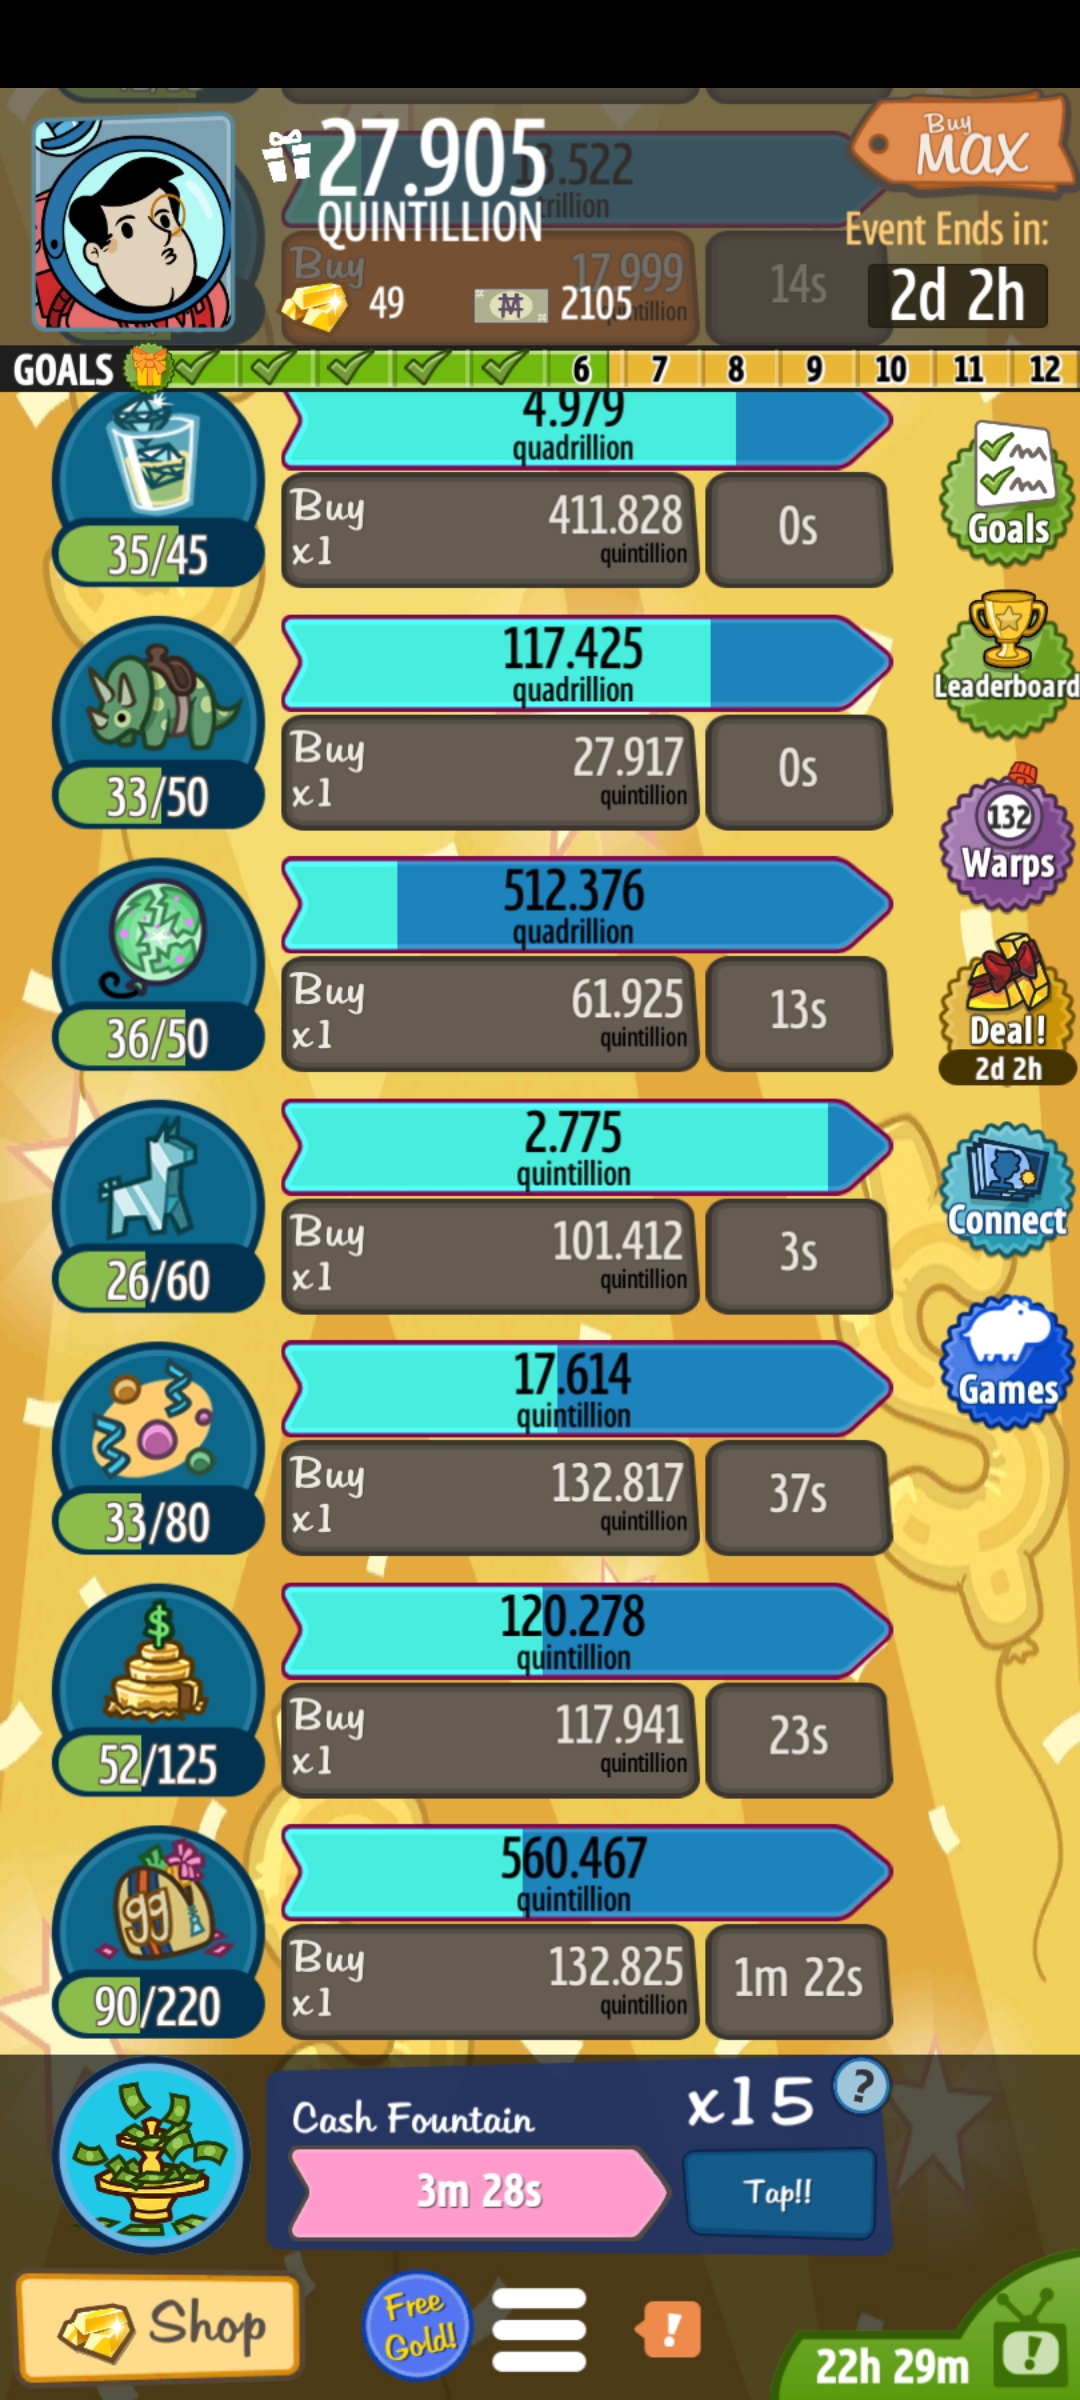 27.905
QUINTILLION
3.522
trillion
Buy
MAX
Event Ends in:
2d 2h
Buy
17.999
14s
49
2105
GOALS 6 7 8 9 10 11 12
4.979
quadrillion
Buy
x1
411.828
quintillion
0s
35/45
Goals
117.425
quadrillion
Buy
x1
27.917
quintillion
0s
33/50
Leaderboard
512.376
quadrillion
Buy
x1
61.925
quintillion
13s
36/50
132
Warps
Deal!
2d 2h
2.775
quintillion
Buy
x1
101.412
quintillion
3s
26/60
Connect
17.614
quintillion
Buy
x1
132.817
quintillion
37s
33/80
Games
$
120.278
quintillion
Buy
x1
117.941
quintillion
23s
52/125
99
560.467
quintillion
Buy
x1
132.825
quintillion
1m 22s
90/220
Cash Fountain
x15
?
3m 28s
Tap!!
Shop
Free
Gold!
!
22h 29m
!